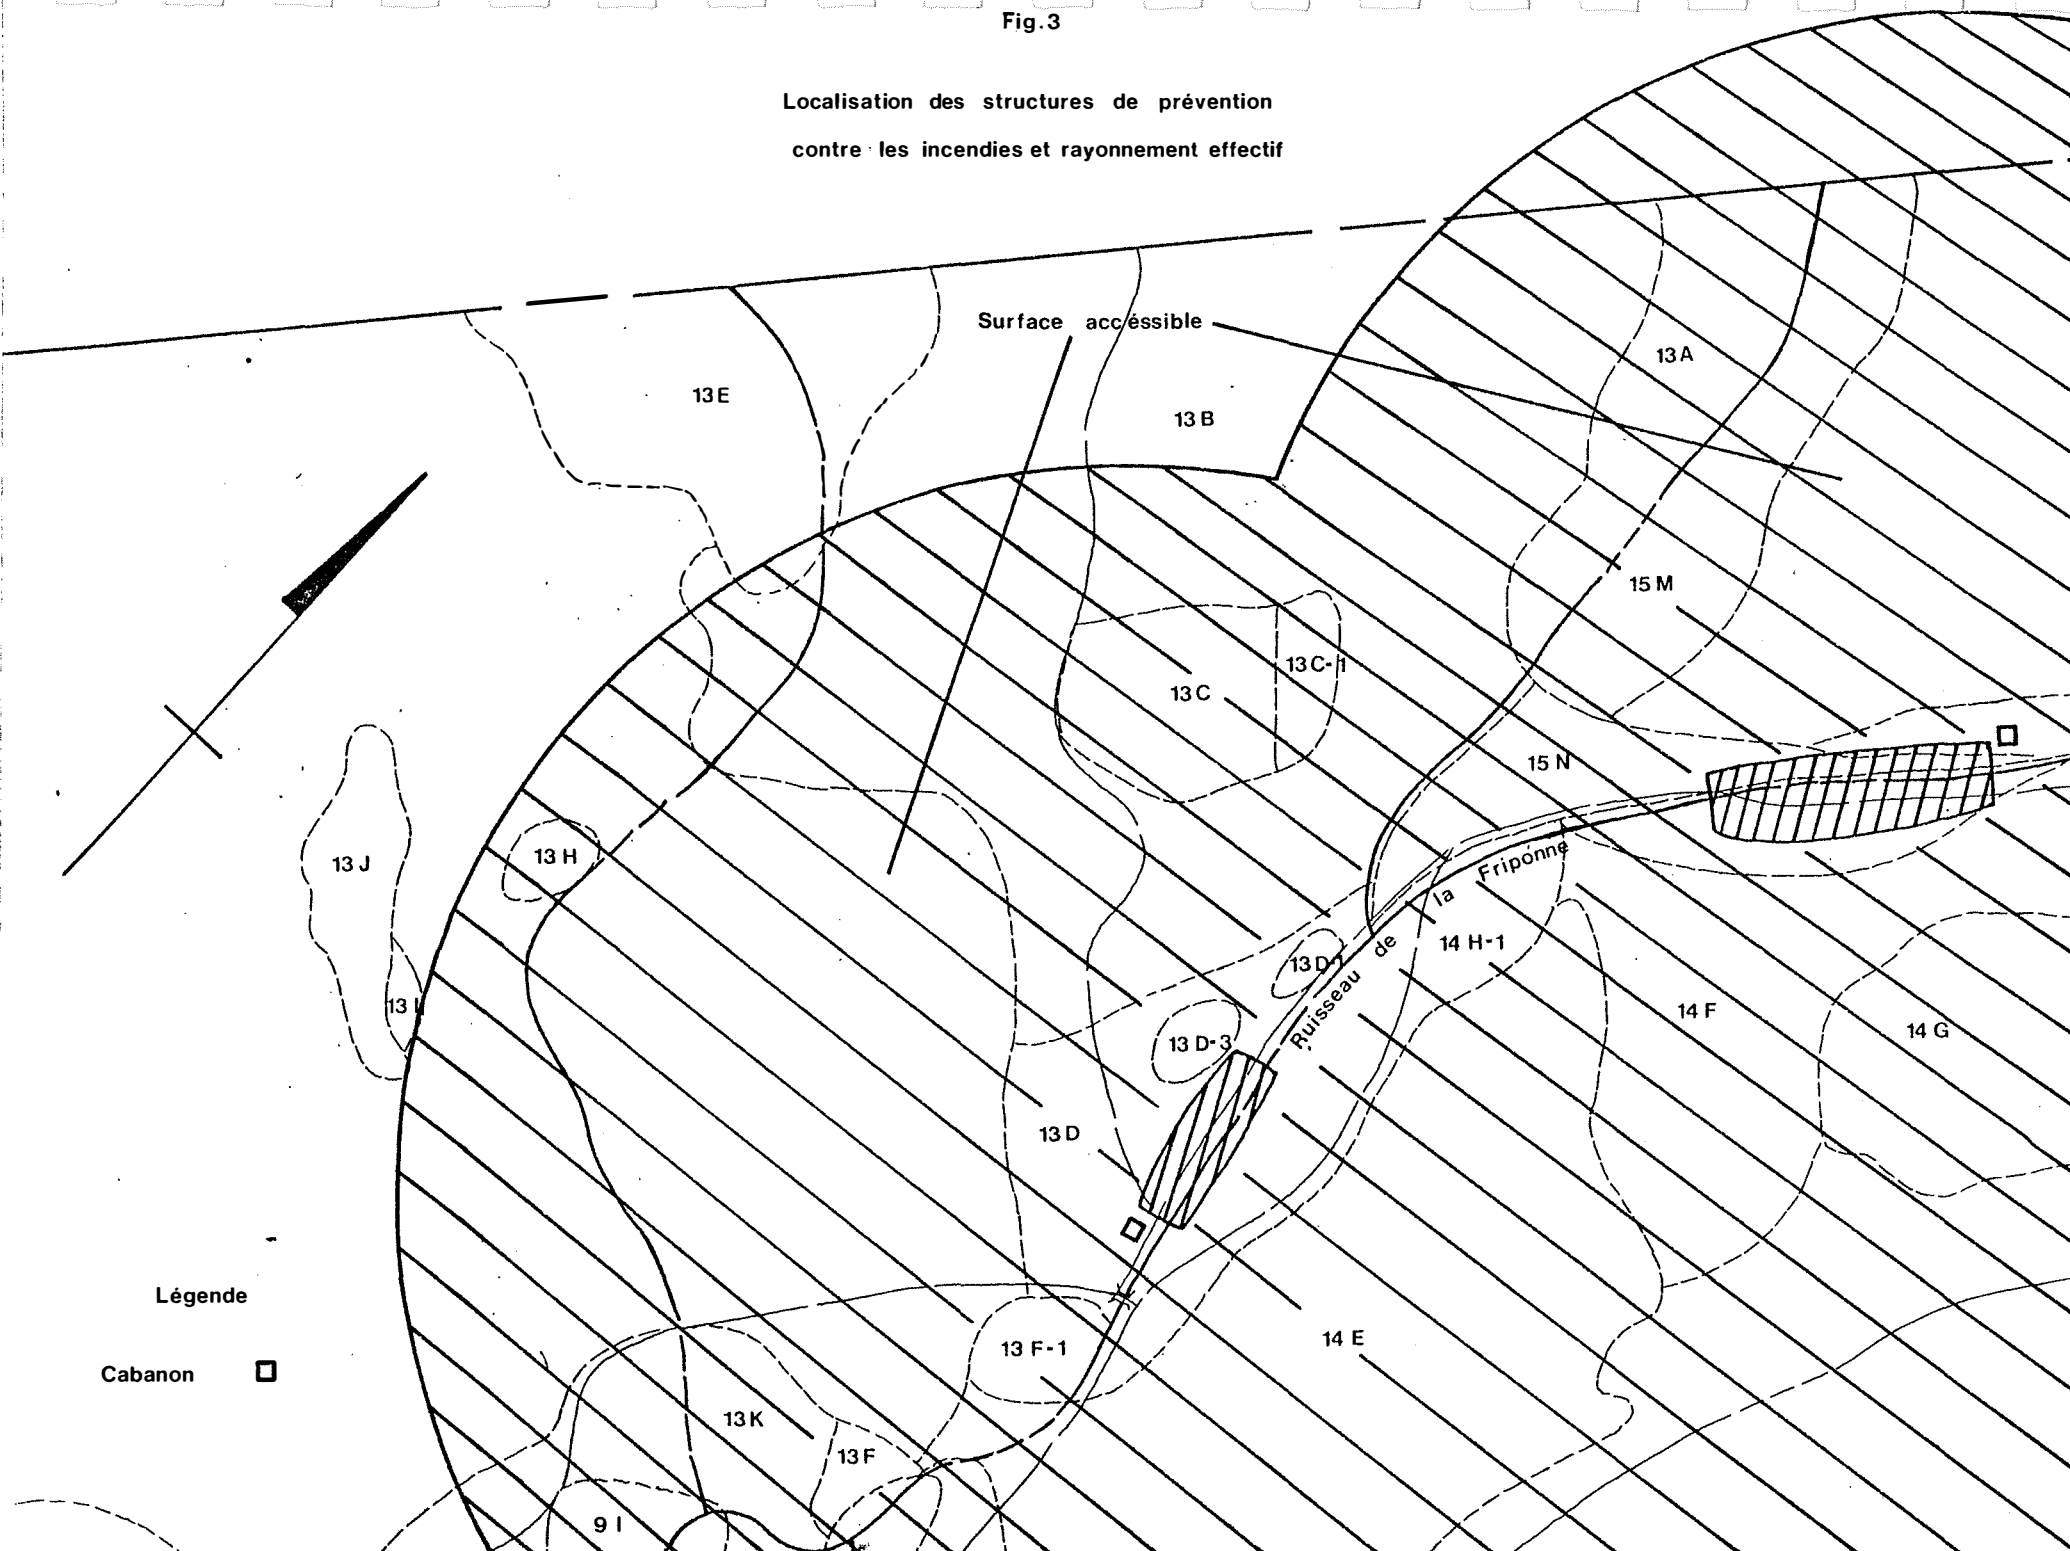 Fig.3
Localisation des structures de prévention
contre les incendies et rayonnement effectif
Surface accéssible
13 A
13 E
13 B
15 M
13 C-1
13 C
15 N
13 J
13 H
Ruisseau de la Friponne
14 H-1
13 D-1
13 I
14 F
14 G
13 D-3
13 D
Légende
14 E
13 F-1
Cabanon
13 K
13 F
9 I